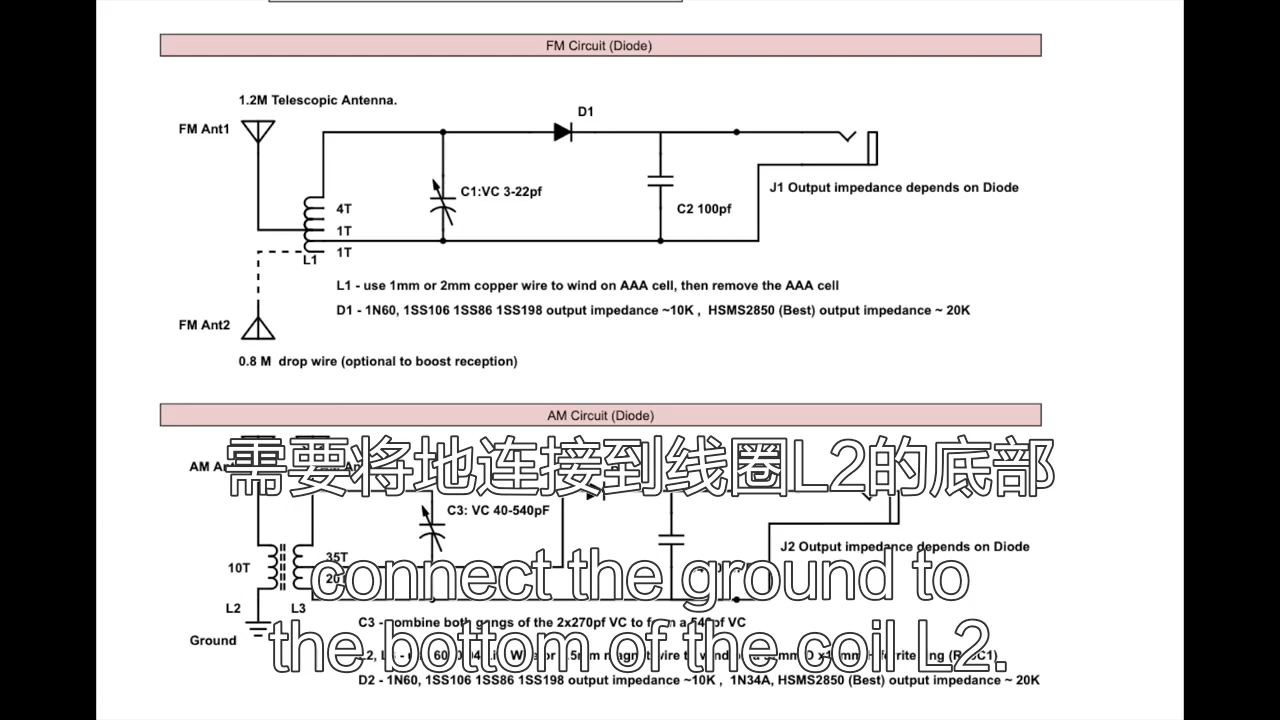 FM Circuit (Diode)
1.2M Telescopic Antenna.
D1
FM Ant1
C1:VC 3-22pf
J1 Output impedance depends on Diode
4T
C2 100pf
1T
1T
L1
L1 - use 1mm or 2mm copper wire to wind on AAA cell, then remove the AAA cell
D1 - 1N60, 1SS106 1SS86 1SS198 output impedance ~10K , HSMS2850 (Best) output impedance ~ 20K
FM Ant2
0.8 M drop wire (optional to boost reception)
AM Circuit (Diode)
需要将地连接到线圈L2的底部
AM
C3: VC 40-540pF
J2 Output impedance depends on Diode
35T
10T
connect the ground to
L2
L3
C3 - combine both gangs of the 2x270pf VC to form a 540pf VC
Ground
the bottom of the coil L2.
D2 - 1N60, 1SS106 1SS86 1SS198 output impedance ~10K , 1N34A, HSMS2850 (Best) output impedance ~ 20K